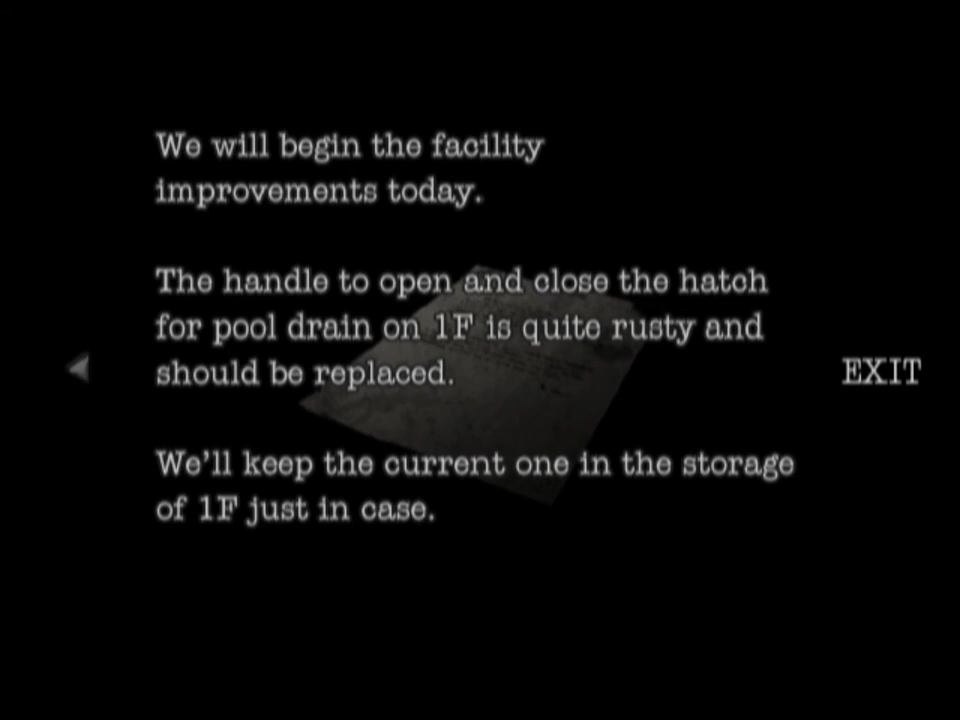 We will begin the facility
improvements today.
The handle to open and close the hatch
for pool drain on 1F is quite rusty and
should be replaced.
EXIT
We'll keep the current one in the storage
of 1F just in case.